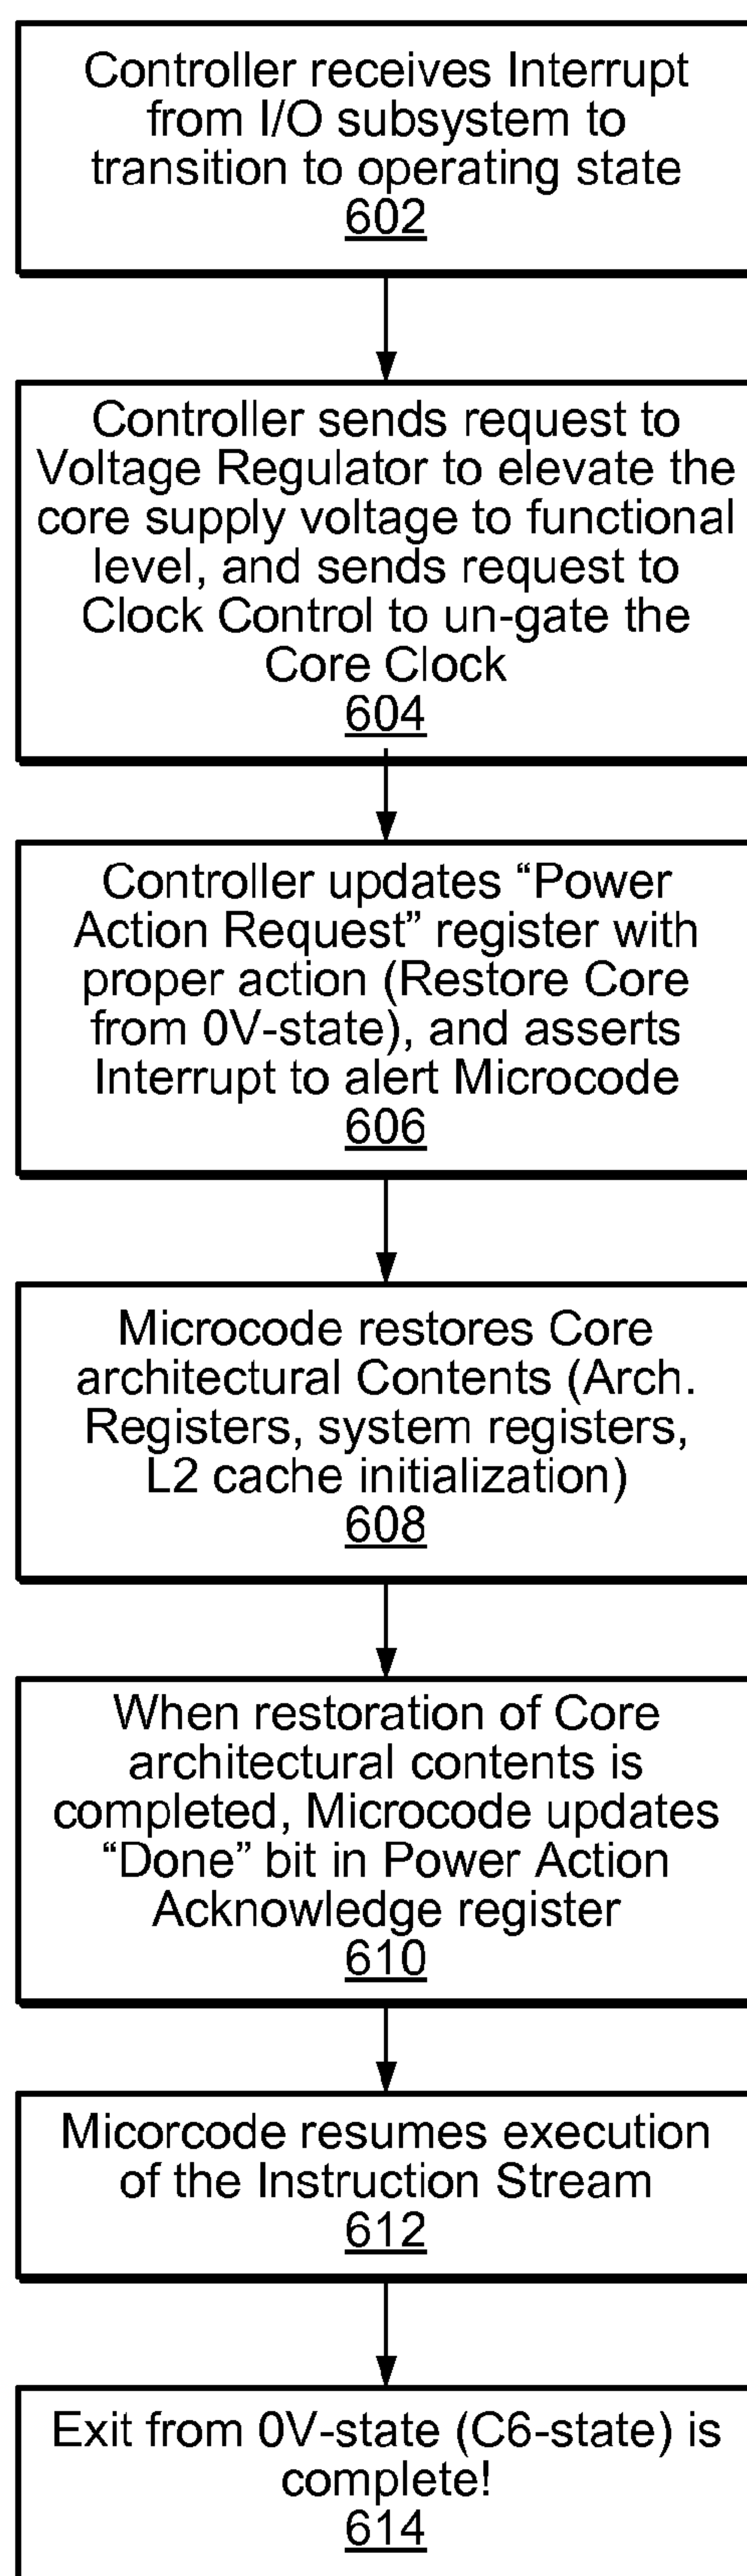 Controller receives Interrupt
from I/O subsystem to
transition to operating state
602
Controller sends request to
Voltage Regulator to elevate the
core supply voltage to functional
level, and sends request to
Clock Control to un-gate the
Core Clock
604
Controller updates “Power
Action Request” register with
proper action (Restore Core
from 0V-state), and asserts
Interrupt to alert Microcode
606
Microcode restores Core
architectural Contents (Arch.
Registers, system registers,
L2 cache initialization)
608
When restoration of Core
architectural contents is
completed, Microcode updates
“Done” bit in Power Action
Acknowledge register
610
Micorcode resumes execution
of the Instruction Stream
612
Exit from 0V-state (C6-state) is
complete!
614